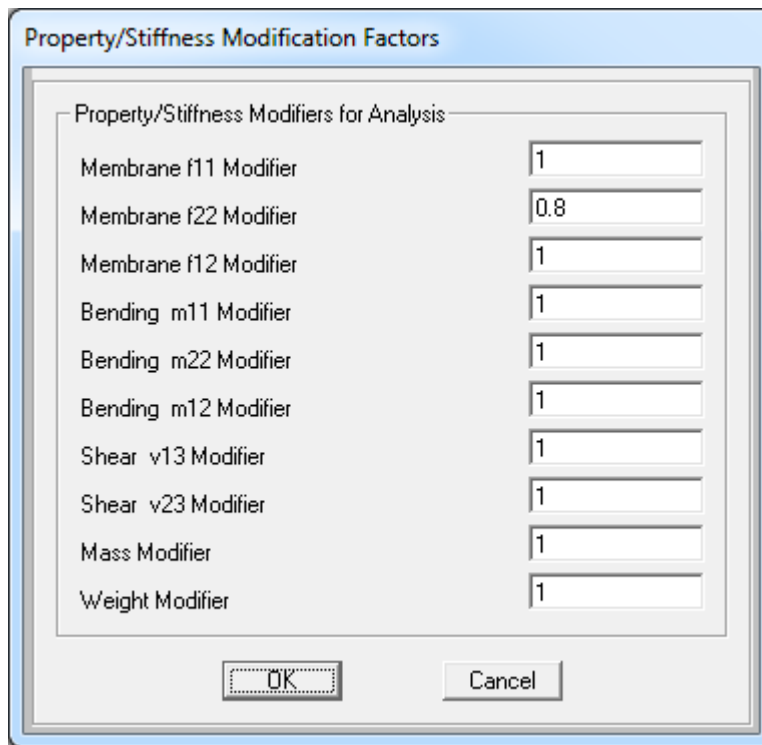 Property/Stiffness Modification Factors
Property/Stiffness Modifiers for Analysis
Membrane f11 Modifier 1
Membrane f22 Modifier 0.8
Membrane f12 Modifier 1
Bending m11 Modifier 1
Bending m22 Modifier 1
Bending m12 Modifier 1
Shear v13 Modifier 1
Shear v23 Modifier 1
Mass Modifier 1
Weight Modifier 1
OK Cancel